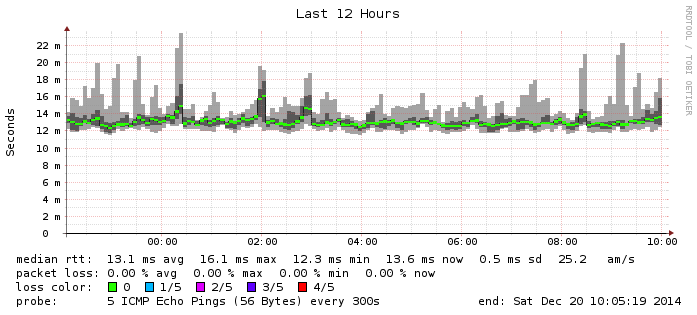 Last 12 Hours
RRDTOOL / TOBI OETIKER
Seconds
22 m
20 m
18 m
16 m
14 m
12 m
10 m
8 m
6 m
4 m
2 m
0
00:00 02:00 04:00 06:00 08:00 10:00
median rtt: 13.1 ms avg 16.1 ms max 12.3 ms min 13.6 ms now 0.5 ms sd 25.2 am/s
packet loss: 0.00 % avg 0.00 % max 0.00 % min 0.00 % now
loss color: 0 1/5 2/5 3/5 4/5
probe: 5 ICMP Echo Pings (56 Bytes) every 300s end: Sat Dec 20 10:05:19 2014